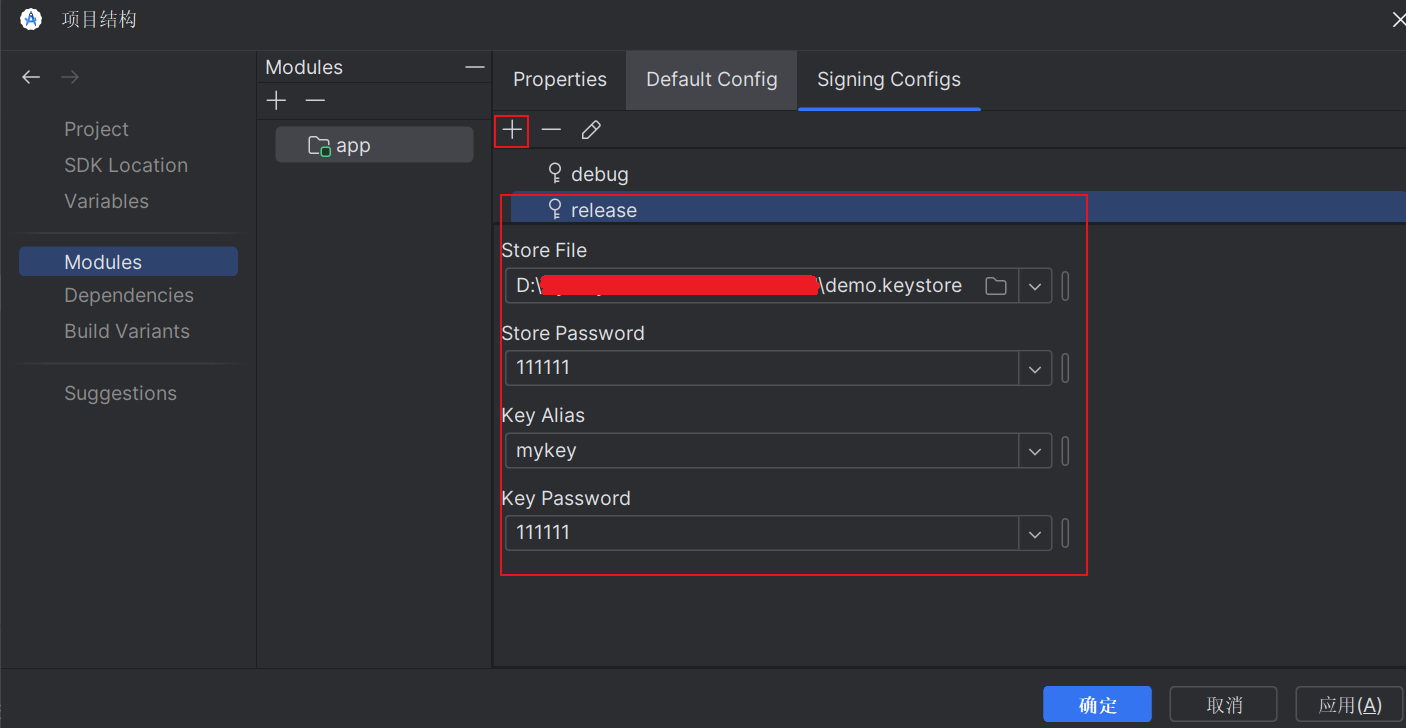 项目结构
Project
SDK Location
Variables
Modules
Dependencies
Build Variants
Suggestions
Modules
app
Properties
Default Config
Signing Configs
debug
release
Store File
D:\
\demo.keystore
Store Password
111111
Key Alias
mykey
Key Password
111111
确定
取消
应用(A)